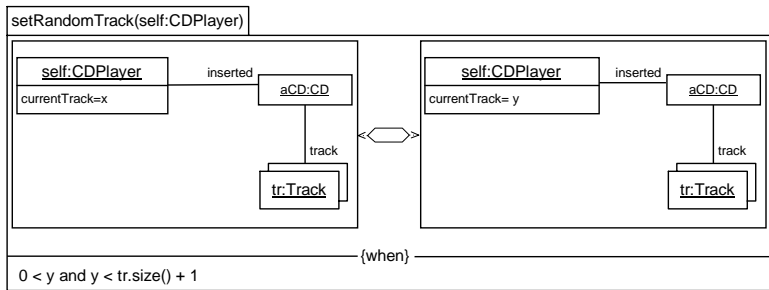 setRandomTrack(self:CDPlayer)
self:CDPlayer
currentTrack=x
inserted
aCD:CD
track
tr:Track
self:CDPlayer
currentTrack= y
inserted
aCD:CD
track
tr:Track
{when}
0 < y and y < tr.size() + 1